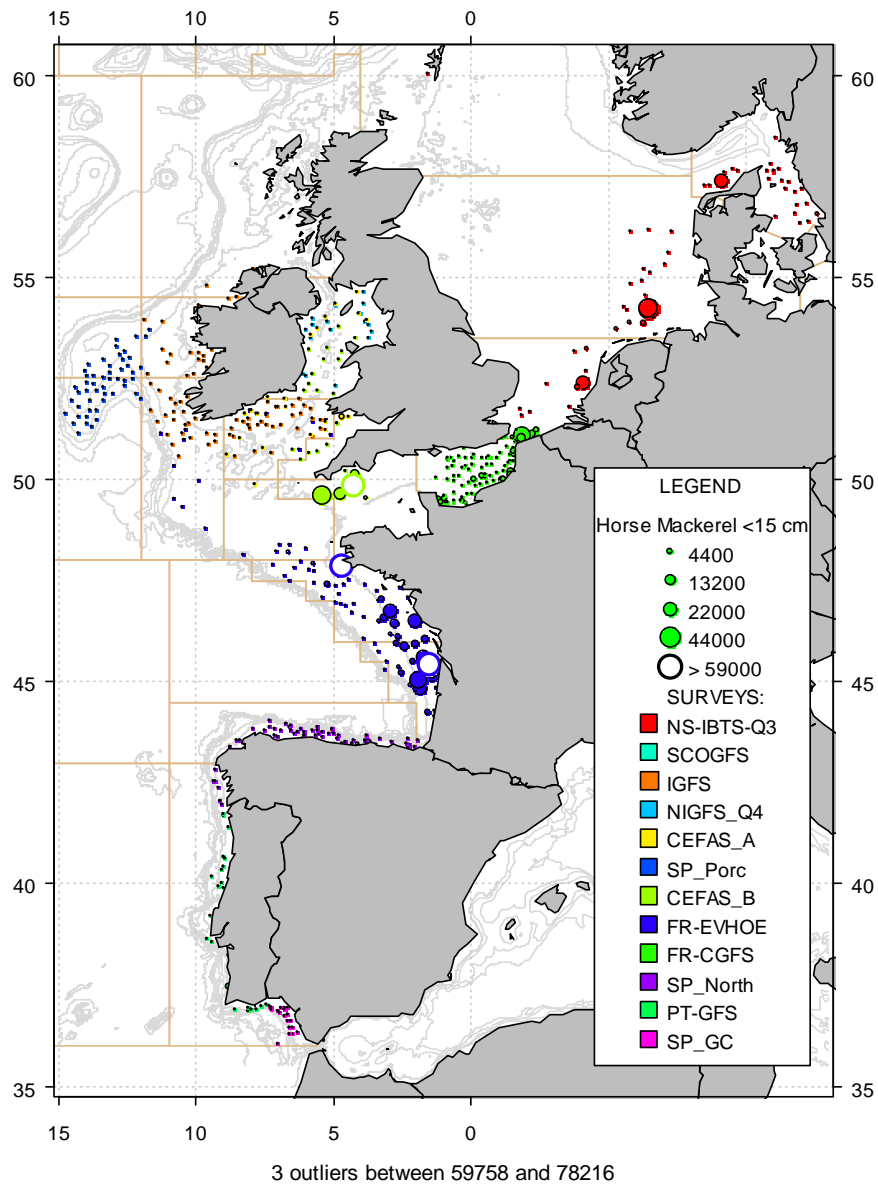 15 10 5 0
60 60
55 55
50 50
45 45
40 40
35 35
LEGEND
Horse Mackerel <15 cm
4400
13200
22000
44000
> 59000
SURVEYS:
NS-IBTS-Q3
SCOGFS
IGFS
NIGFS_Q4
CEFAS_A
SP_Porc
CEFAS_B
FR-EVHOE
FR-CGFS
SP_North
PT-GFS
SP_GC
15 10 5 0
3 outliers between 59758 and 78216